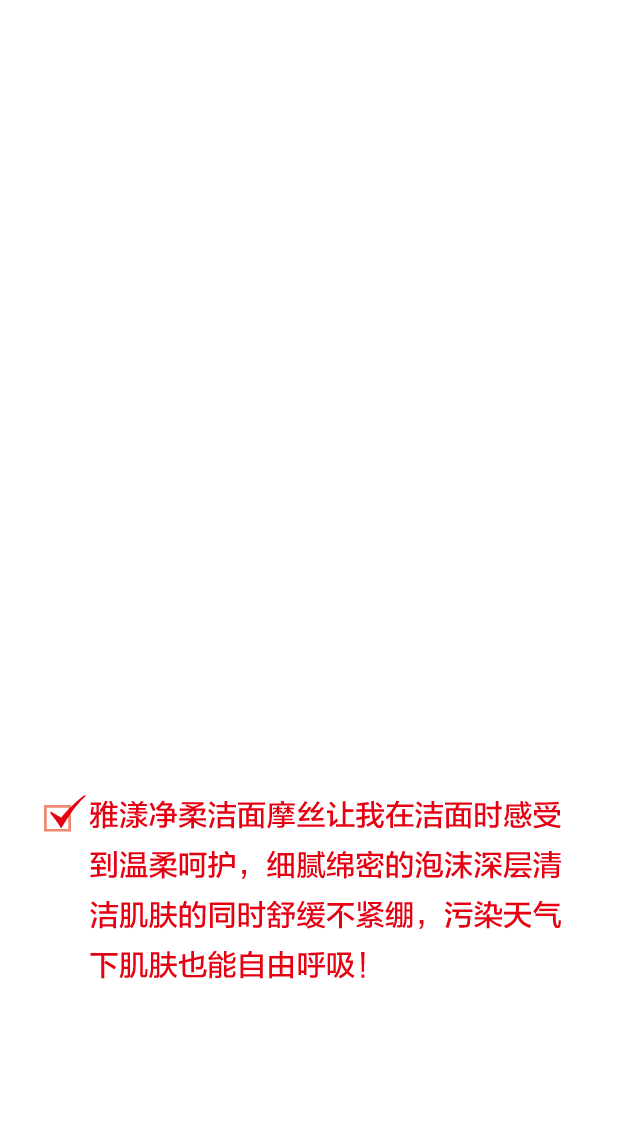 雅漾净柔洁面摩丝让我在洁面时感受
到温柔呵护，细腻绵密的泡沫深层清
洁肌肤的同时舒缓不紧绷，污染天气
下肌肤也能自由呼吸！